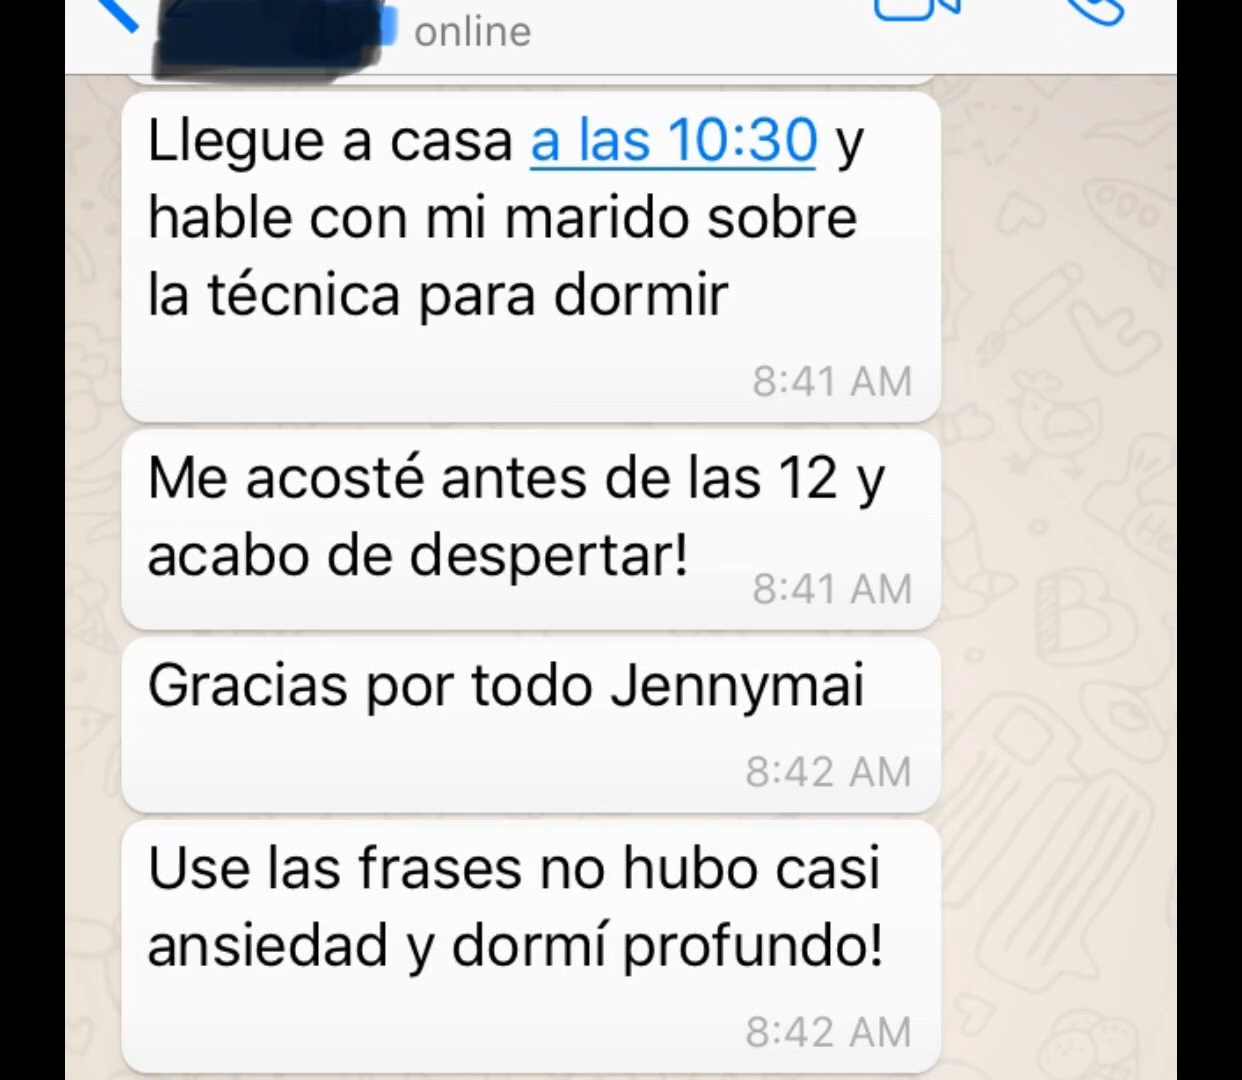 online
Llegue a casa a las 10:30 y
hable con mi marido sobre
la técnica para dormir
8:41 AM
Me acosté antes de las 12 y
acabo de despertar!
8:41 AM
Gracias por todo Jennymai
8:42 AM
Use las frases no hubo casi
ansiedad y dormí profundo!
8:42 AM